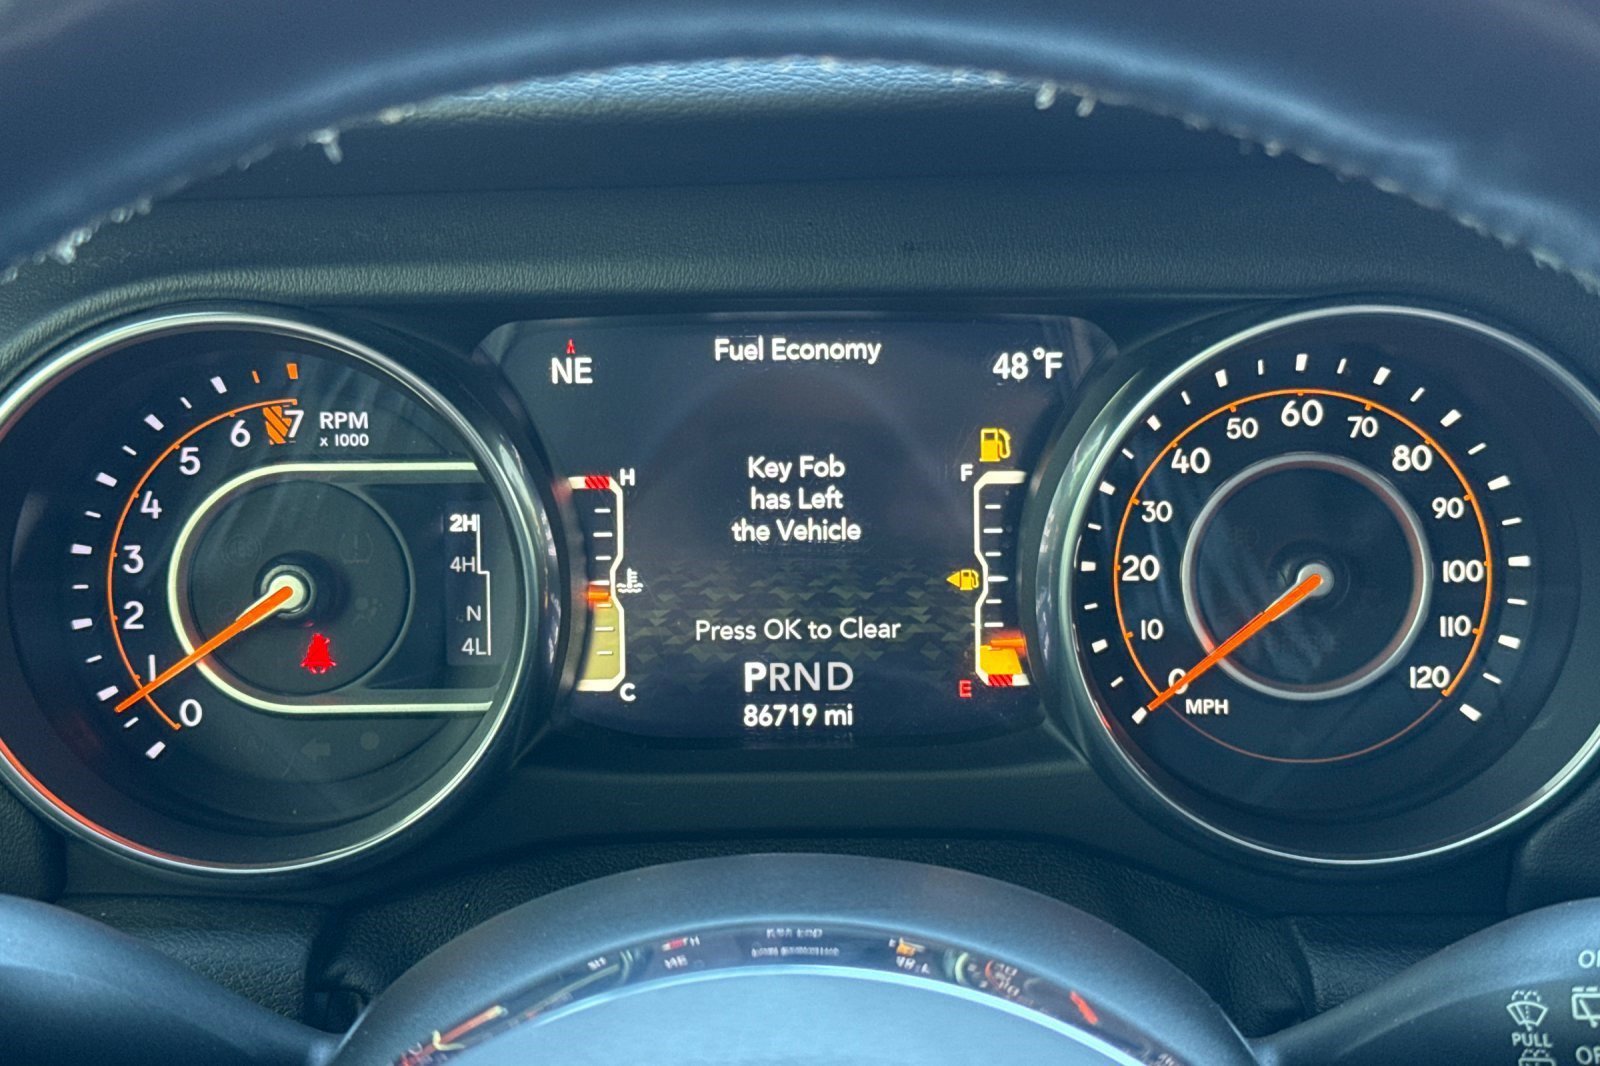 NE
Fuel Economy
48°F
7
RPM
x 1000
6
5
4
3
2
1
0
2H
4H
N
4L
H
C
Key Fob
has Left
the Vehicle
Press OK to Clear
PRND
86719 mi
F
E
60
50
70
40
80
30
90
20
100
10
110
0
120
MPH
PULL